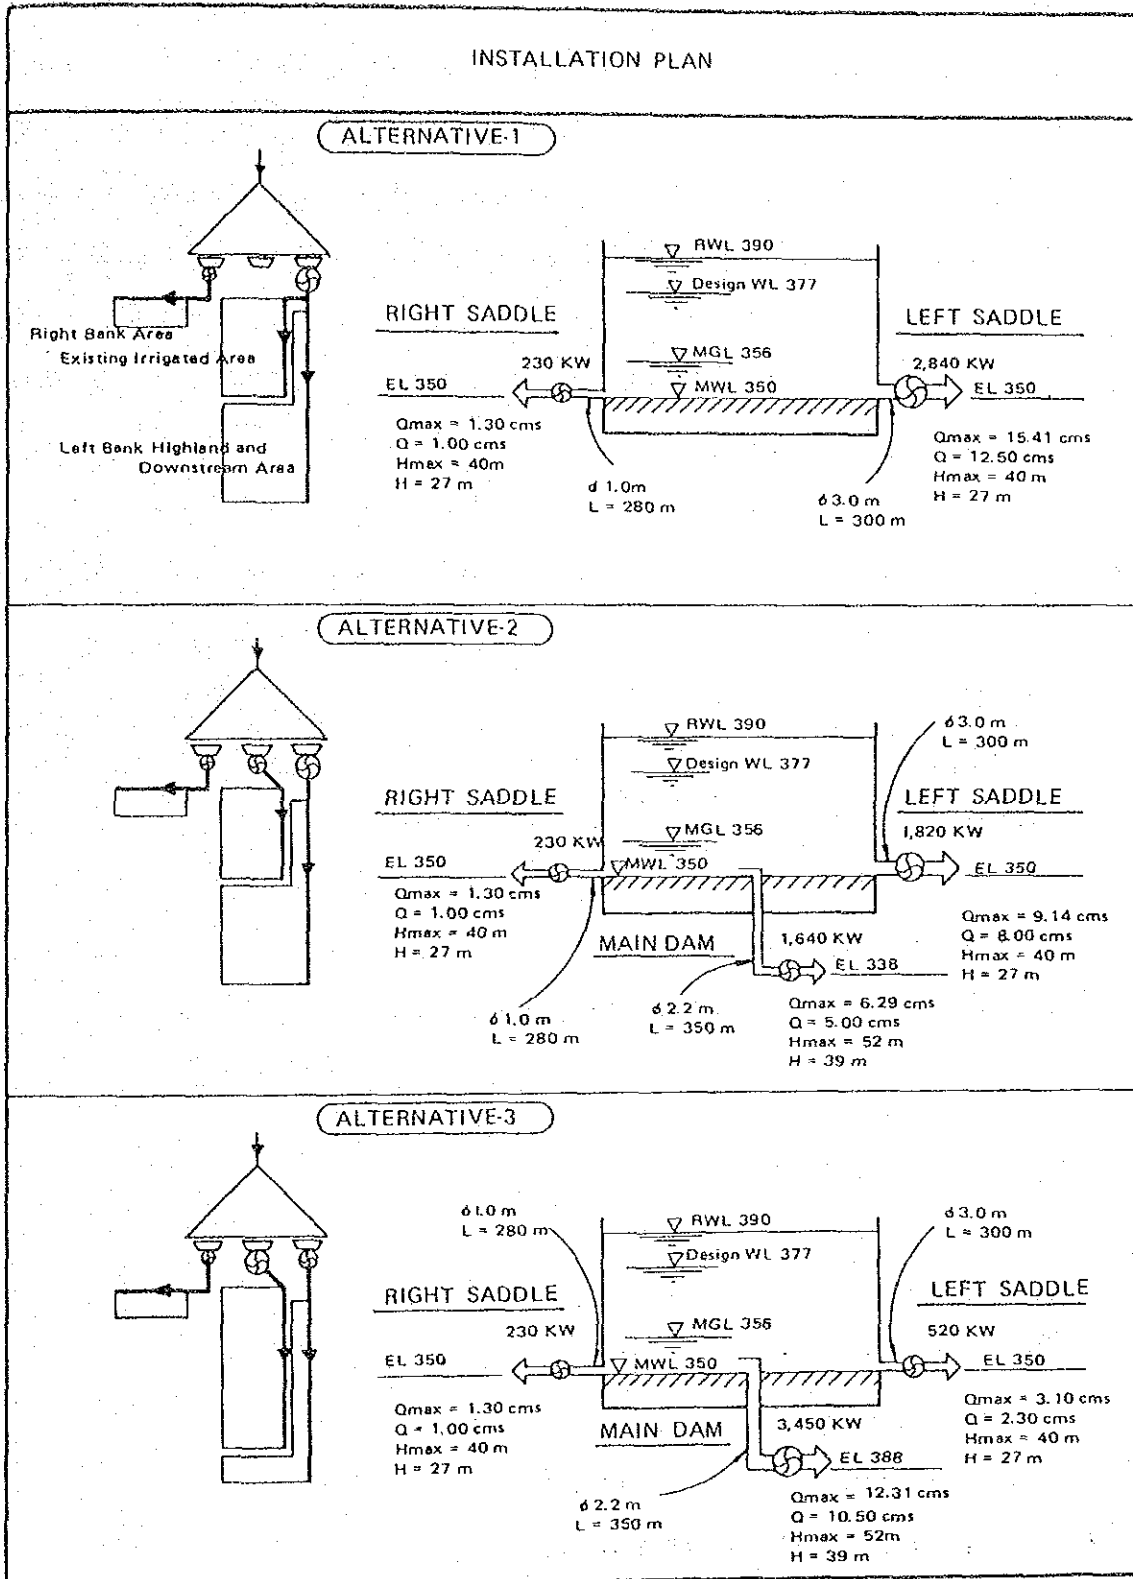 INSTALLATION PLAN
ALTERNATIVE-1
Right Bank Area
Existing Irrigated Area
Left Bank Highland and
Downstream Area
RIGHT SADDLE
230 KW
EL 350
Qmax = 1.30 cms
Q = 1.00 cms
Hmax = 40m
H = 27 m
RWL 390
Design WL 377
MGL 356
MWL 350
d 1.0m
L = 280 m
ó 3.0 m
L = 300 m
LEFT SADDLE
2,840 KW
EL 350
Qmax = 15.41 cms
Q = 12.50 cms
Hmax = 40 m
H = 27 m
ALTERNATIVE-2
RIGHT SADDLE
230 KW
EL 350
Qmax = 1.30 cms
Q = 1.00 cms
Hmax = 40 m
H = 27 m
RWL 390
Design WL 377
MGL 356
MWL 350
MAIN DAM
1,640 KW
EL 338
ó 1.0 m
L = 280 m
ó 2.2 m
L = 350 m
Qmax = 6.29 cms
Q = 5.00 cms
Hmax = 52 m
H = 39 m
ó 3.0 m
L = 300 m
LEFT SADDLE
1,820 KW
EL 350
Qmax = 9.14 cms
Q = 8.00 cms
Hmax = 40 m
H = 27 m
ALTERNATIVE-3
ó 1.0 m
L = 280 m
RIGHT SADDLE
230 KW
EL 350
Qmax = 1.30 cms
Q = 1,00 cms
Hmax = 40 m
H = 27 m
RWL 390
Design WL 377
MGL 356
MWL 350
MAIN DAM
3,450 KW
EL 388
ó 2.2 m
L = 350 m
Qmax = 12.31 cms
Q = 10.50 cms
Hmax = 52m
H = 39 m
ó 3.0 m
L = 300 m
LEFT SADDLE
520 KW
EL 350
Qmax = 3.10 cms
Q = 2.30 cms
Hmax = 40 m
H = 27 m